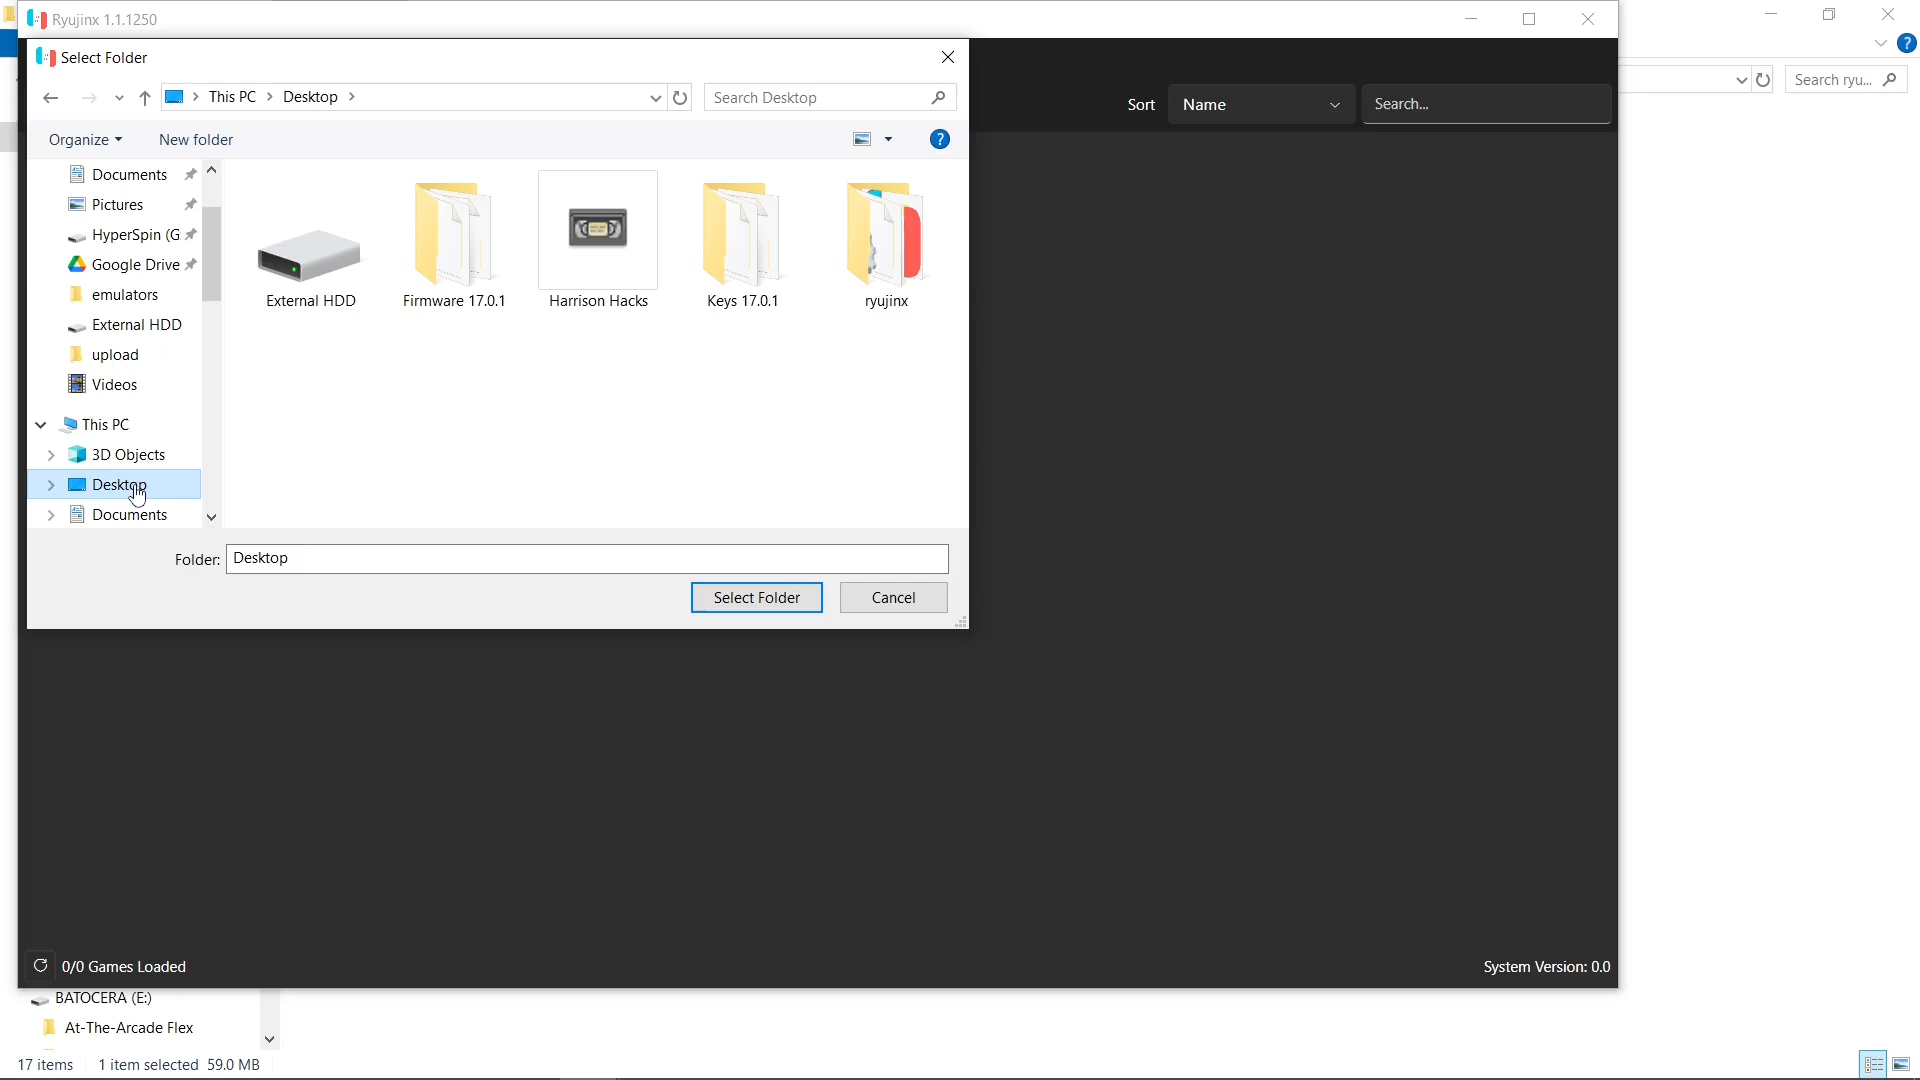 Ryujinx 1.1.1250
Select Folder
This PC > Desktop >
Search Desktop
Search ryu...
Sort
Name
Search...
Organize
New folder
Documents
Pictures
HyperSpin (G
Google Drive
emulators
External HDD
upload
Videos
This PC
3D Objects
Desktop
Documents
External HDD
Firmware 17.0.1
Harrison Hacks
Keys 17.0.1
ryujinx
Folder: Desktop
Select Folder
Cancel
0/0 Games Loaded
System Version: 0.0
BATOCERA (E:)
At-The-Arcade Flex
17 items 1 item selected 59.0 MB